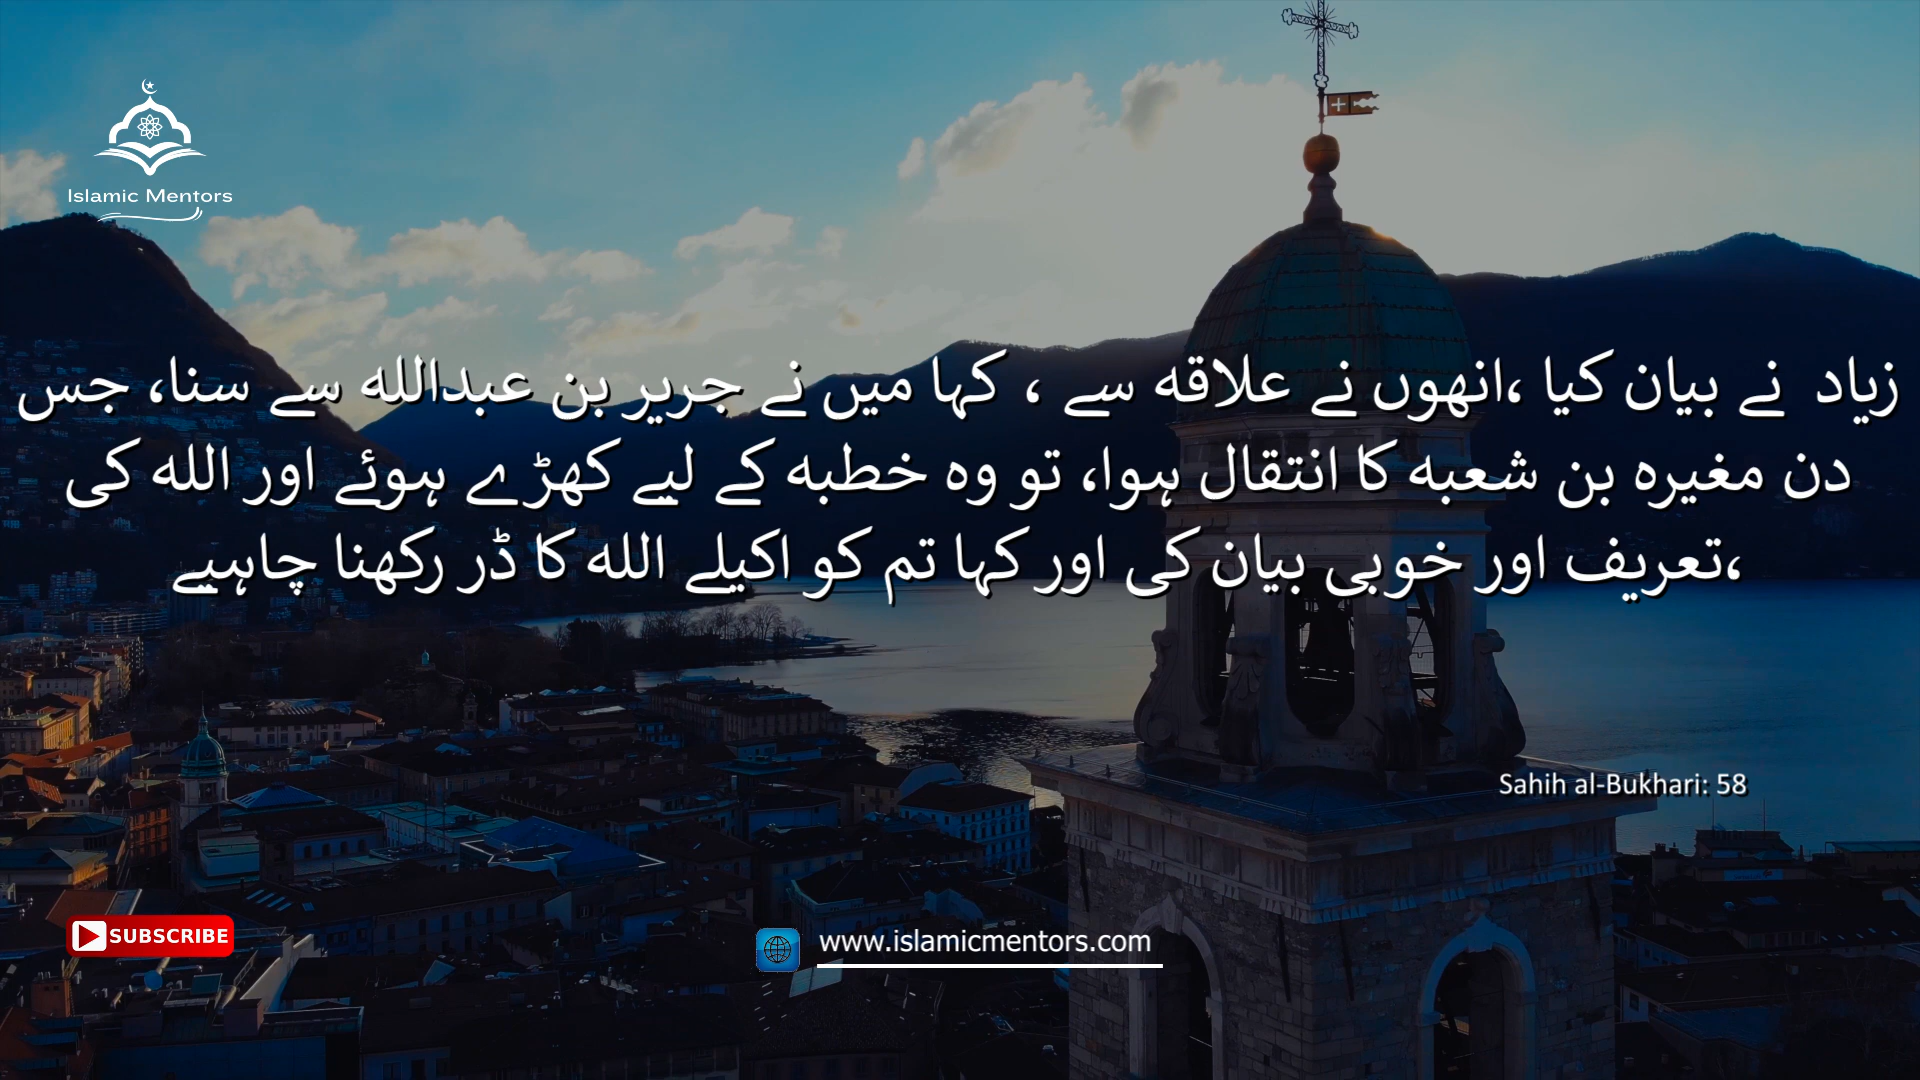 Islamic Mentors
زیاد نے بیان کیا ،انھوں نے علاقہ سے ، کہا میں نے جریر بن عبداللہ سے سنا، جس
دن مغیرہ بن شعبہ کا انتقال ہوا، تو وہ خطبہ کے لیے کھڑے ہوئے اور اللہ کی
تعریف اور خوبی بیان کی اور کہا تم کو اکیلے اللہ کا ڈر رکھنا چاہیے،
Sahih al-Bukhari: 58
SUBSCRIBE
www.islamicmentors.com